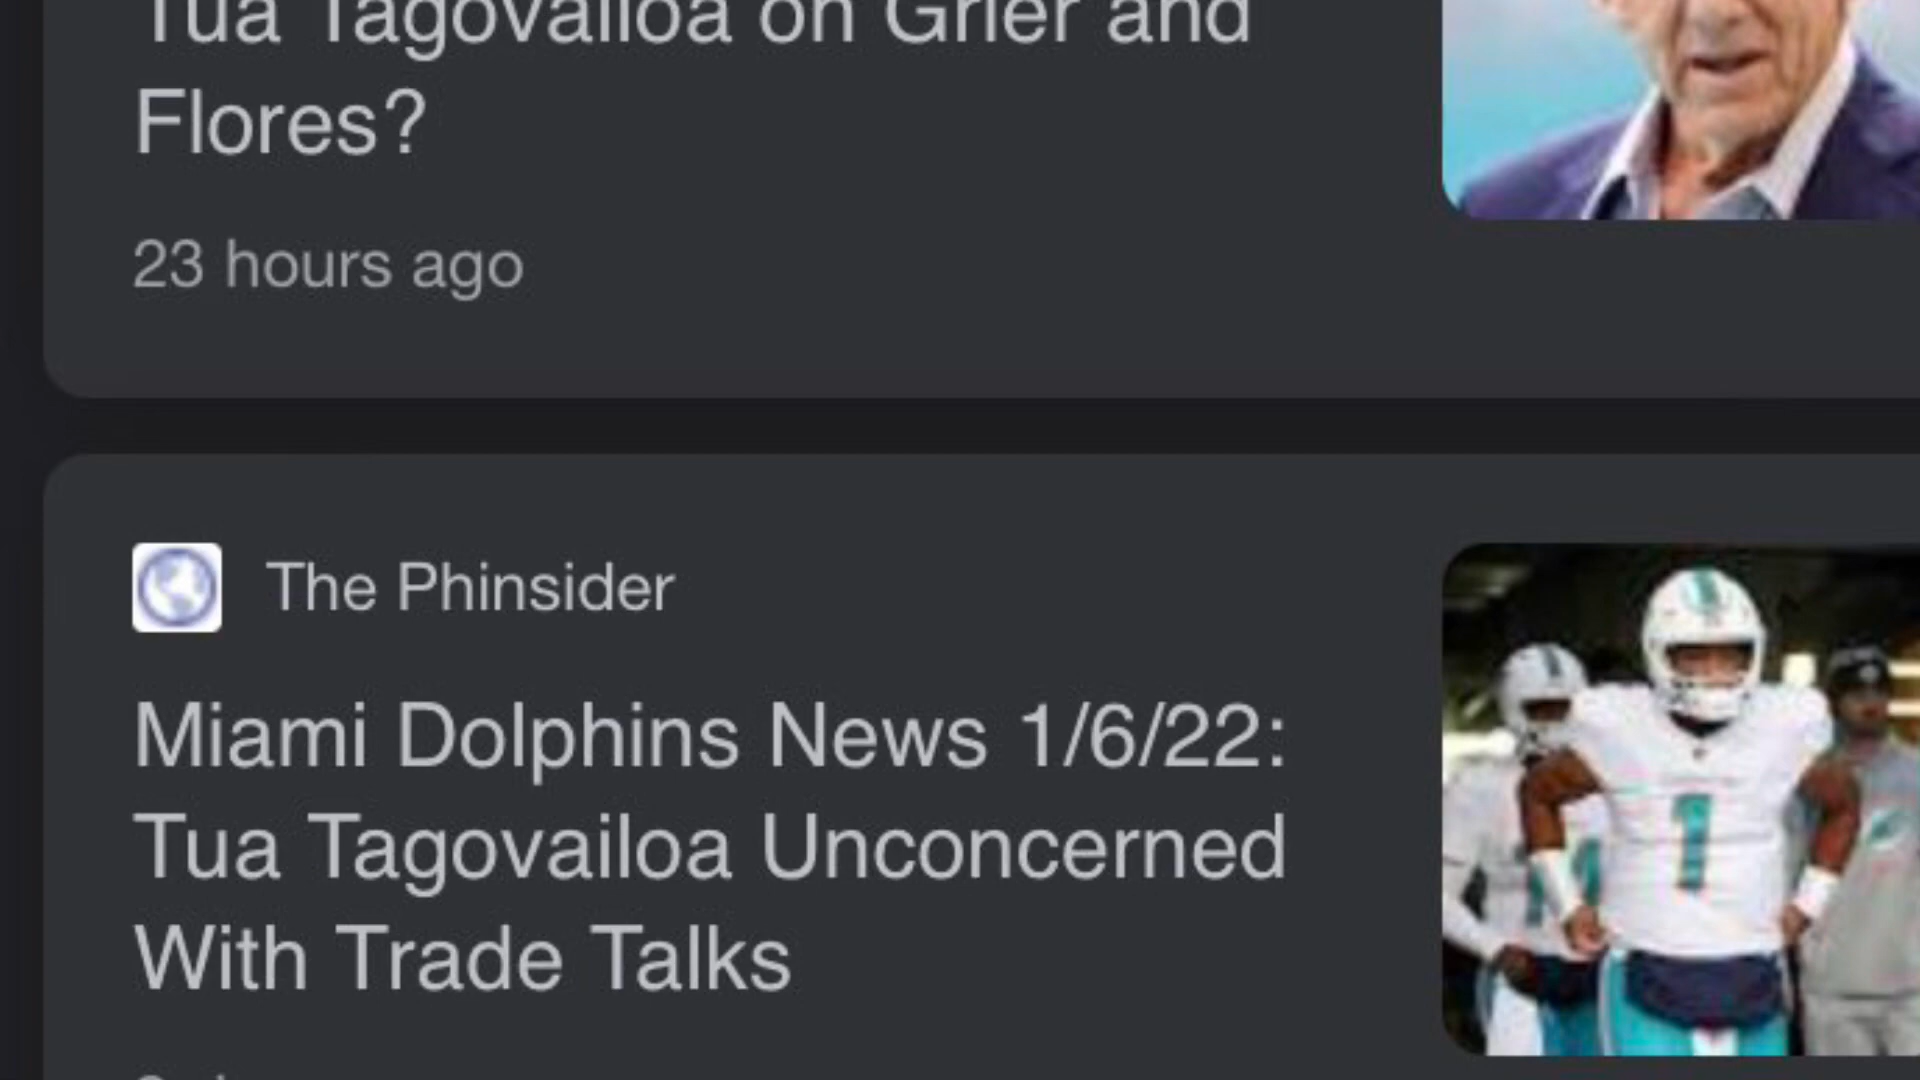 Tua Tagovailoa on Grier and
Flores?
23 hours ago
The Phinsider
Miami Dolphins News 1/6/22:
Tua Tagovailoa Unconcerned
With Trade Talks
1